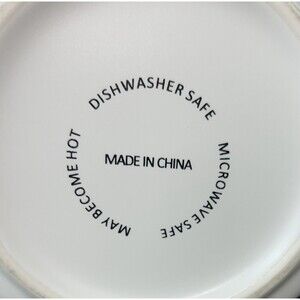 DISHWASHER SAFE
MICROWAVE SAFE
MAY BECOME HOT
MADE IN CHINA